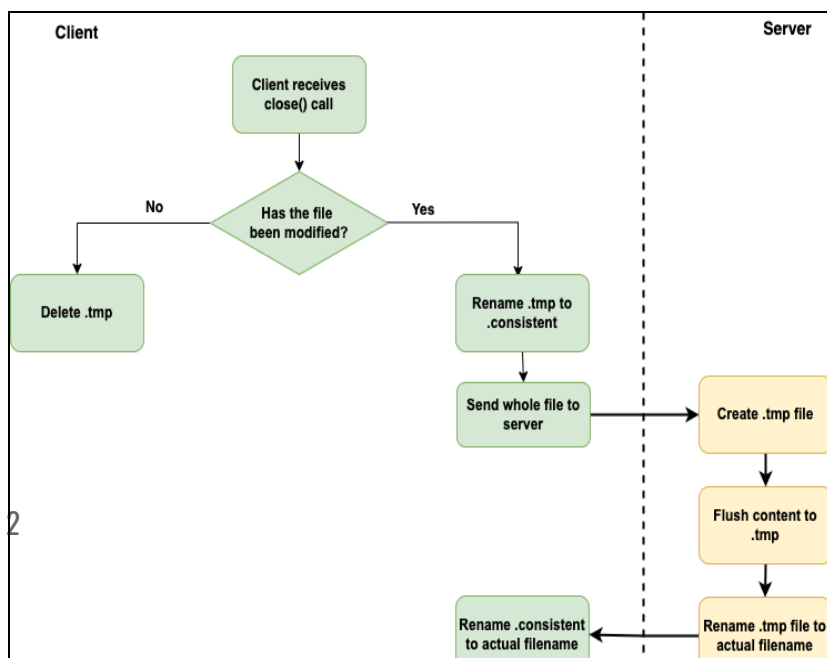 Client
Server
Client receives
close() call
Has the file
been modified?
No
Yes
Delete .tmp
Rename .tmp to
.consistent
Send whole file to
server
Create .tmp file
Flush content to
.tmp
Rename .tmp file to
actual filename
Rename .consistent
to actual filename
2